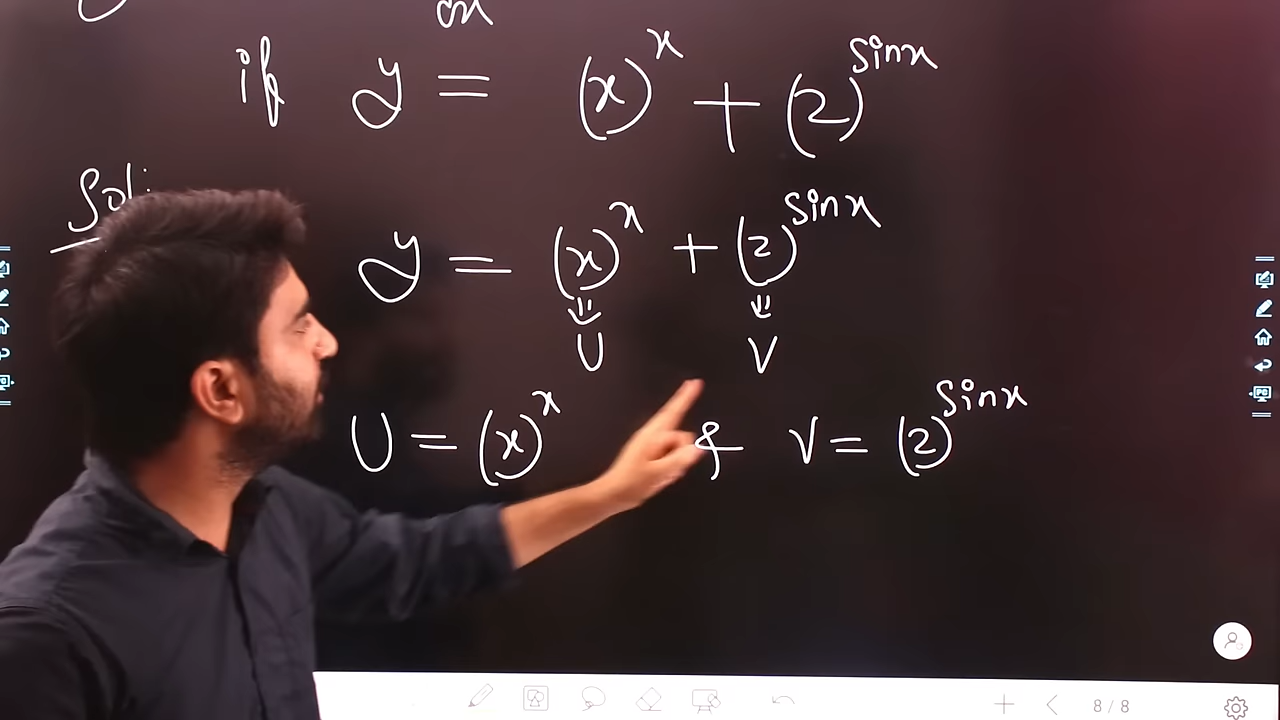 if y = (x)^x + (2)^sinx
Sol:
y = (x)^x + (2)^sinx
U V
U = (x)^x & V = (2)^sinx
8 / 8